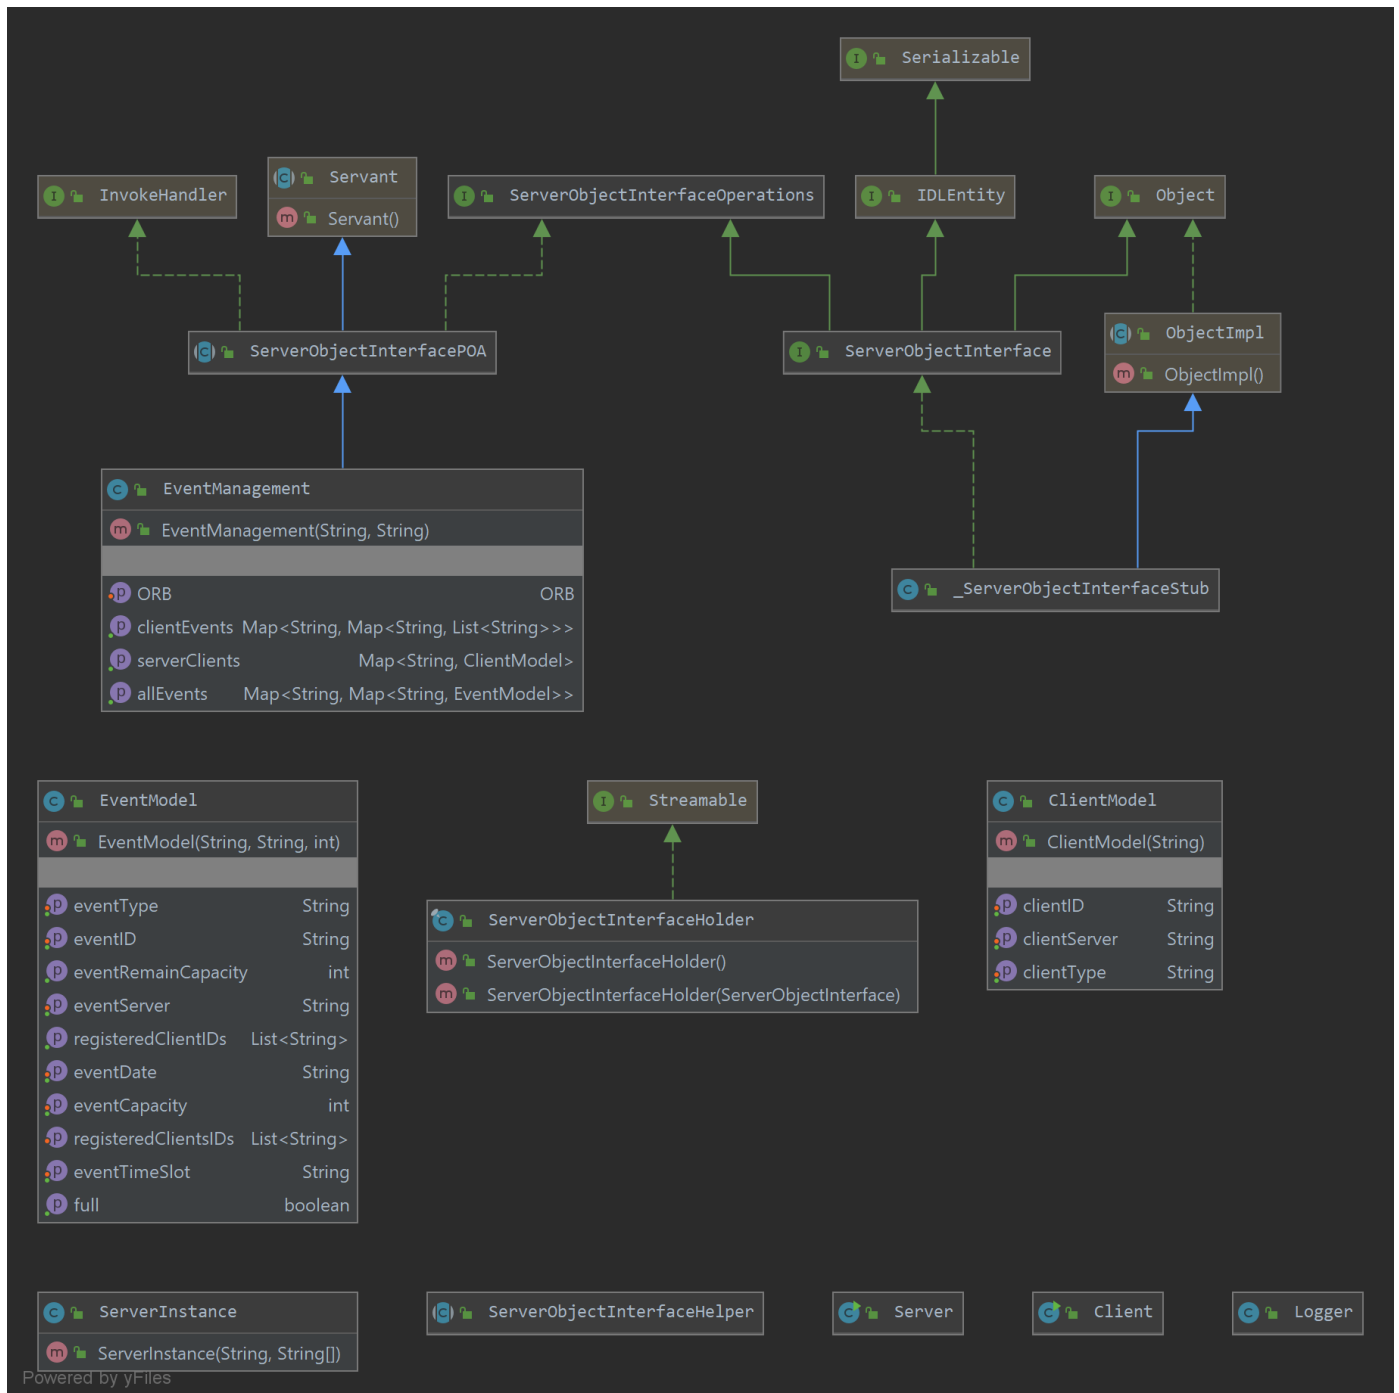 Serializable
InvokeHandler
Servant
Servant()
ServerObjectInterfaceOperations
IDLEntity
Object
ServerObjectInterfacePOA
ServerObjectInterface
ObjectImpl
ObjectImpl()
EventManagement
EventManagement(String, String)
ORB ORB
clientEvents Map<String, Map<String, List<String>>>
serverClients Map<String, ClientModel>
allEvents Map<String, Map<String, EventModel>>
_ServerObjectInterfaceStub
EventModel
EventModel(String, String, int)
eventType String
eventID String
eventRemainCapacity int
eventServer String
registeredClientIDs List<String>
eventDate String
eventCapacity int
registeredClientsIDs List<String>
eventTimeSlot String
full boolean
Streamable
ServerObjectInterfaceHolder
ServerObjectInterfaceHolder()
ServerObjectInterfaceHolder(ServerObjectInterface)
ClientModel
ClientModel(String)
clientID String
clientServer String
clientType String
ServerInstance
ServerInstance(String, String[])
ServerObjectInterfaceHelper
Server
Client
Logger
Powered by yFiles